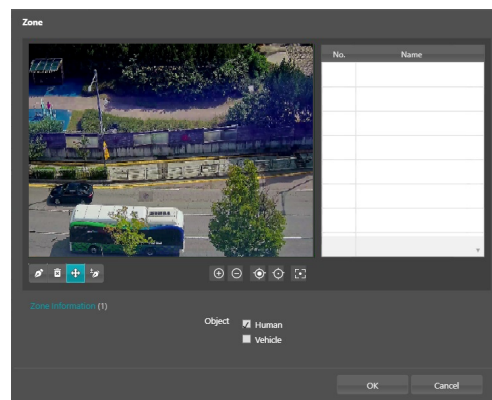 Zone
No. Name
Zone Information (1)
Object Human
Vehicle
OK Cancel